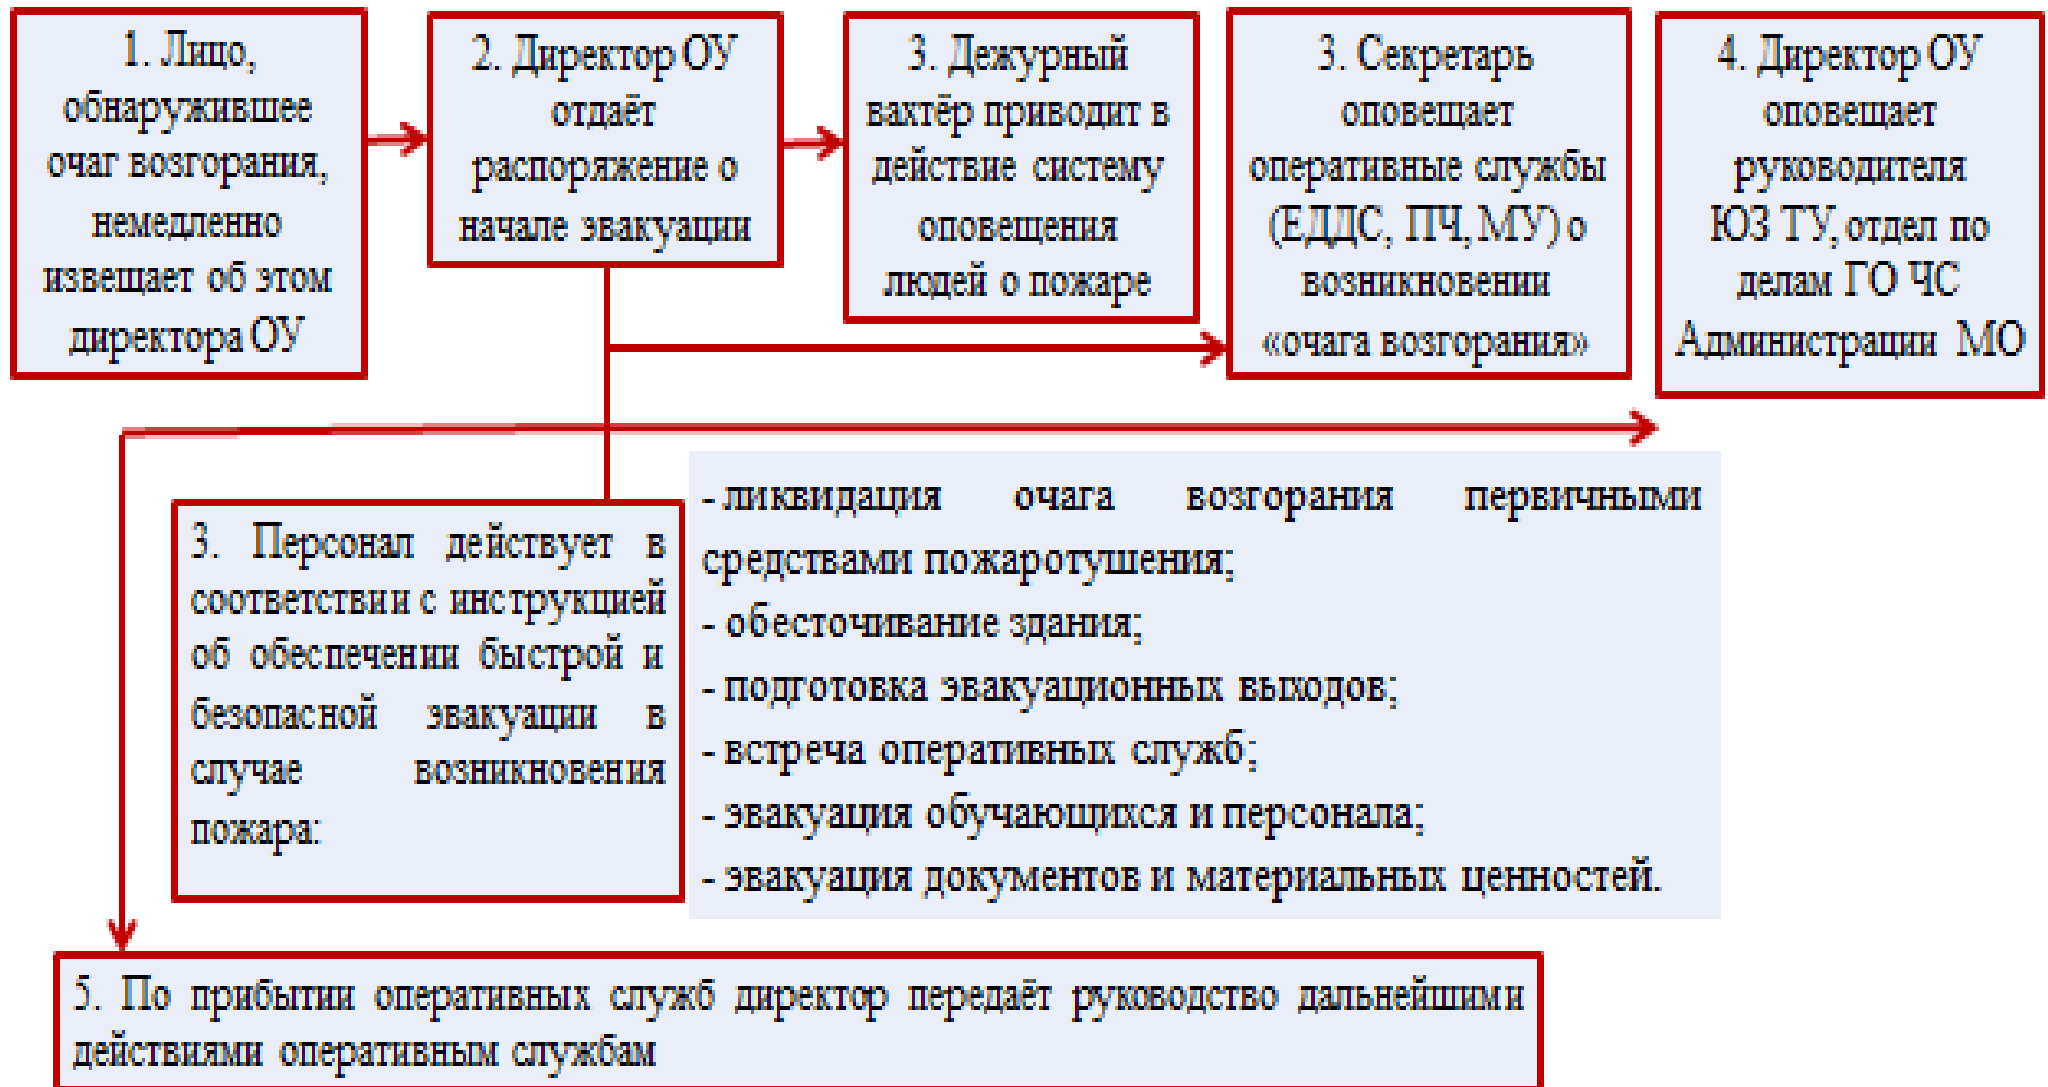 1. Лицо,
обнаружившее
очаг возгорания,
немедленно
извещает об этом
директора ОУ
2. Директор ОУ
отдаёт
распоряжение о
начале эвакуации
3. Дежурный
вахтёр приводит в
действие систему
оповещения
людей о пожаре
3. Секретарь
оповещает
оперативные службы
(ЕДДС, ПЧ, МУ) о
возникновении
«очага возгорания»
4. Директор ОУ
оповещает
руководителя
ЮЗ ТУ, отдел по
делам ГО ЧС
Администрации МО
3. Персонал действует в
соответствии с инструкцией
об обеспечении быстрой и
безопасной эвакуации в
случае возникновения
пожара:
- ликвидация очага возгорания первичными
средствами пожаротушения;
- обесточивание здания;
- подготовка эвакуационных выходов;
- встреча оперативных служб;
- эвакуация обучающихся и персонала;
- эвакуация документов и материальных ценностей.
5. По прибытии оперативных служб директор передаёт руководство дальнейшими
действиями оперативным службам